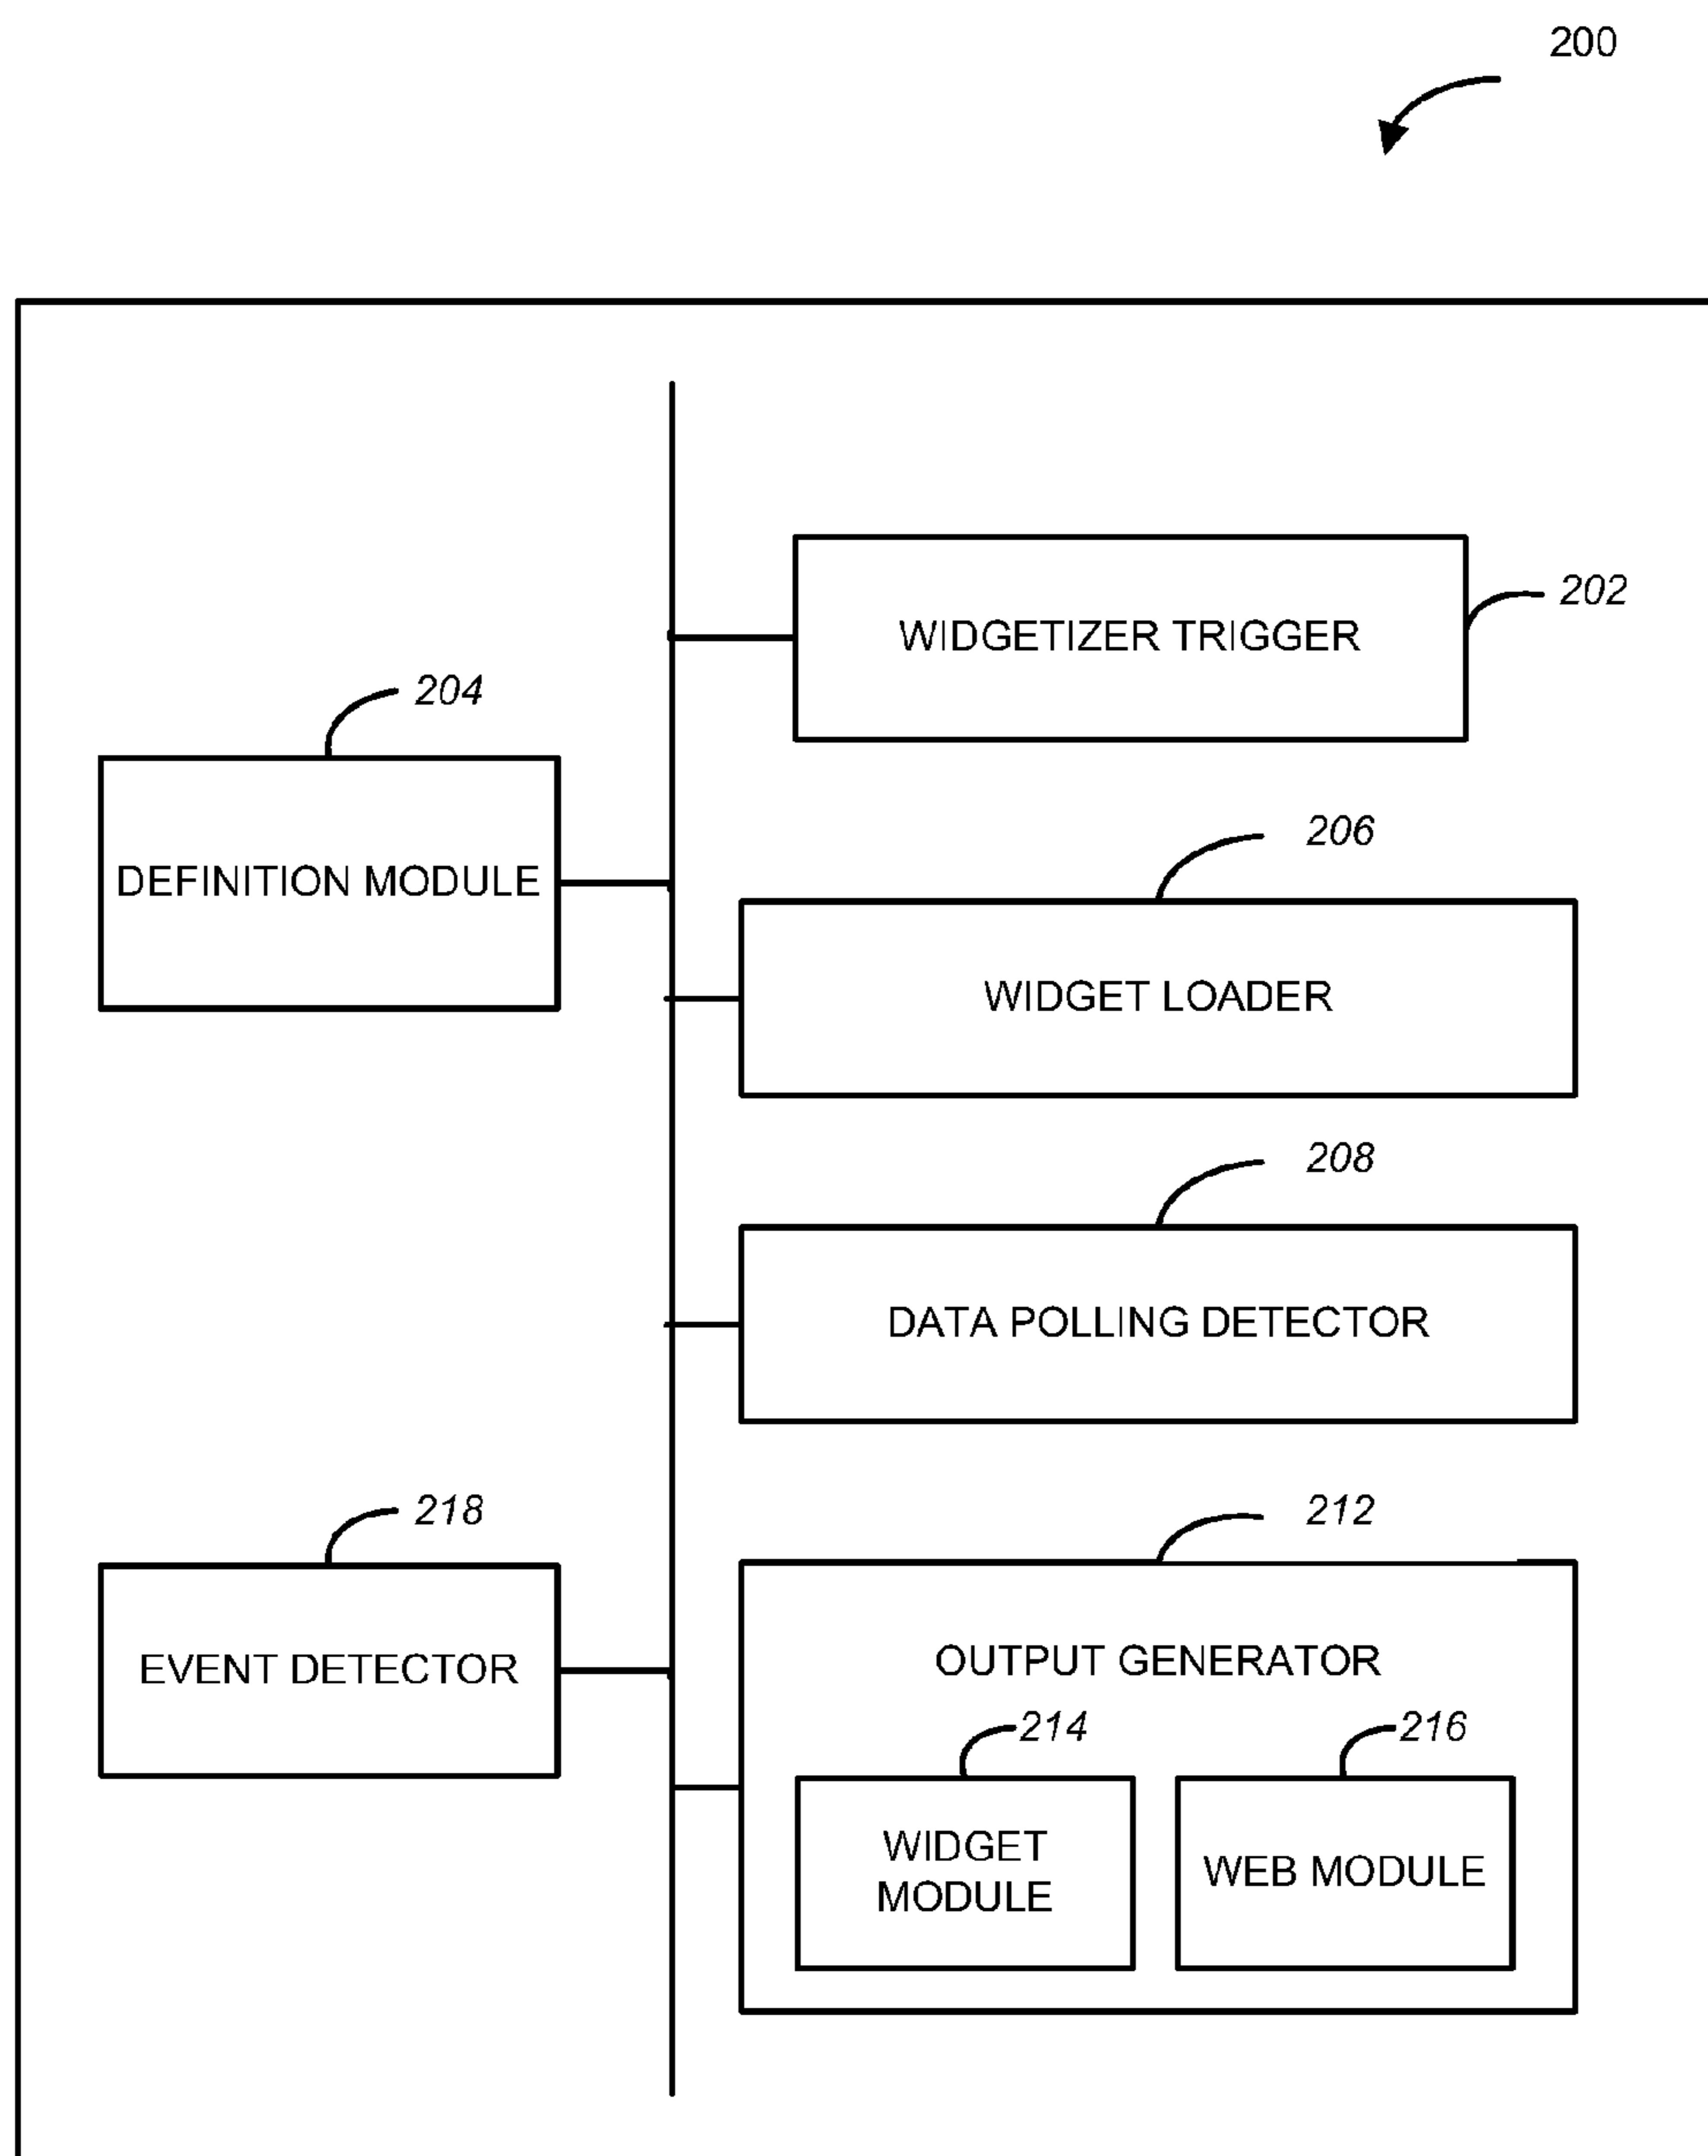 200
WIDGETIZER TRIGGER
202
204
DEFINITION MODULE
206
WIDGET LOADER
208
DATA POLLING DETECTOR
218
EVENT DETECTOR
212
OUTPUT GENERATOR
214
WIDGET
MODULE
216
WEB MODULE